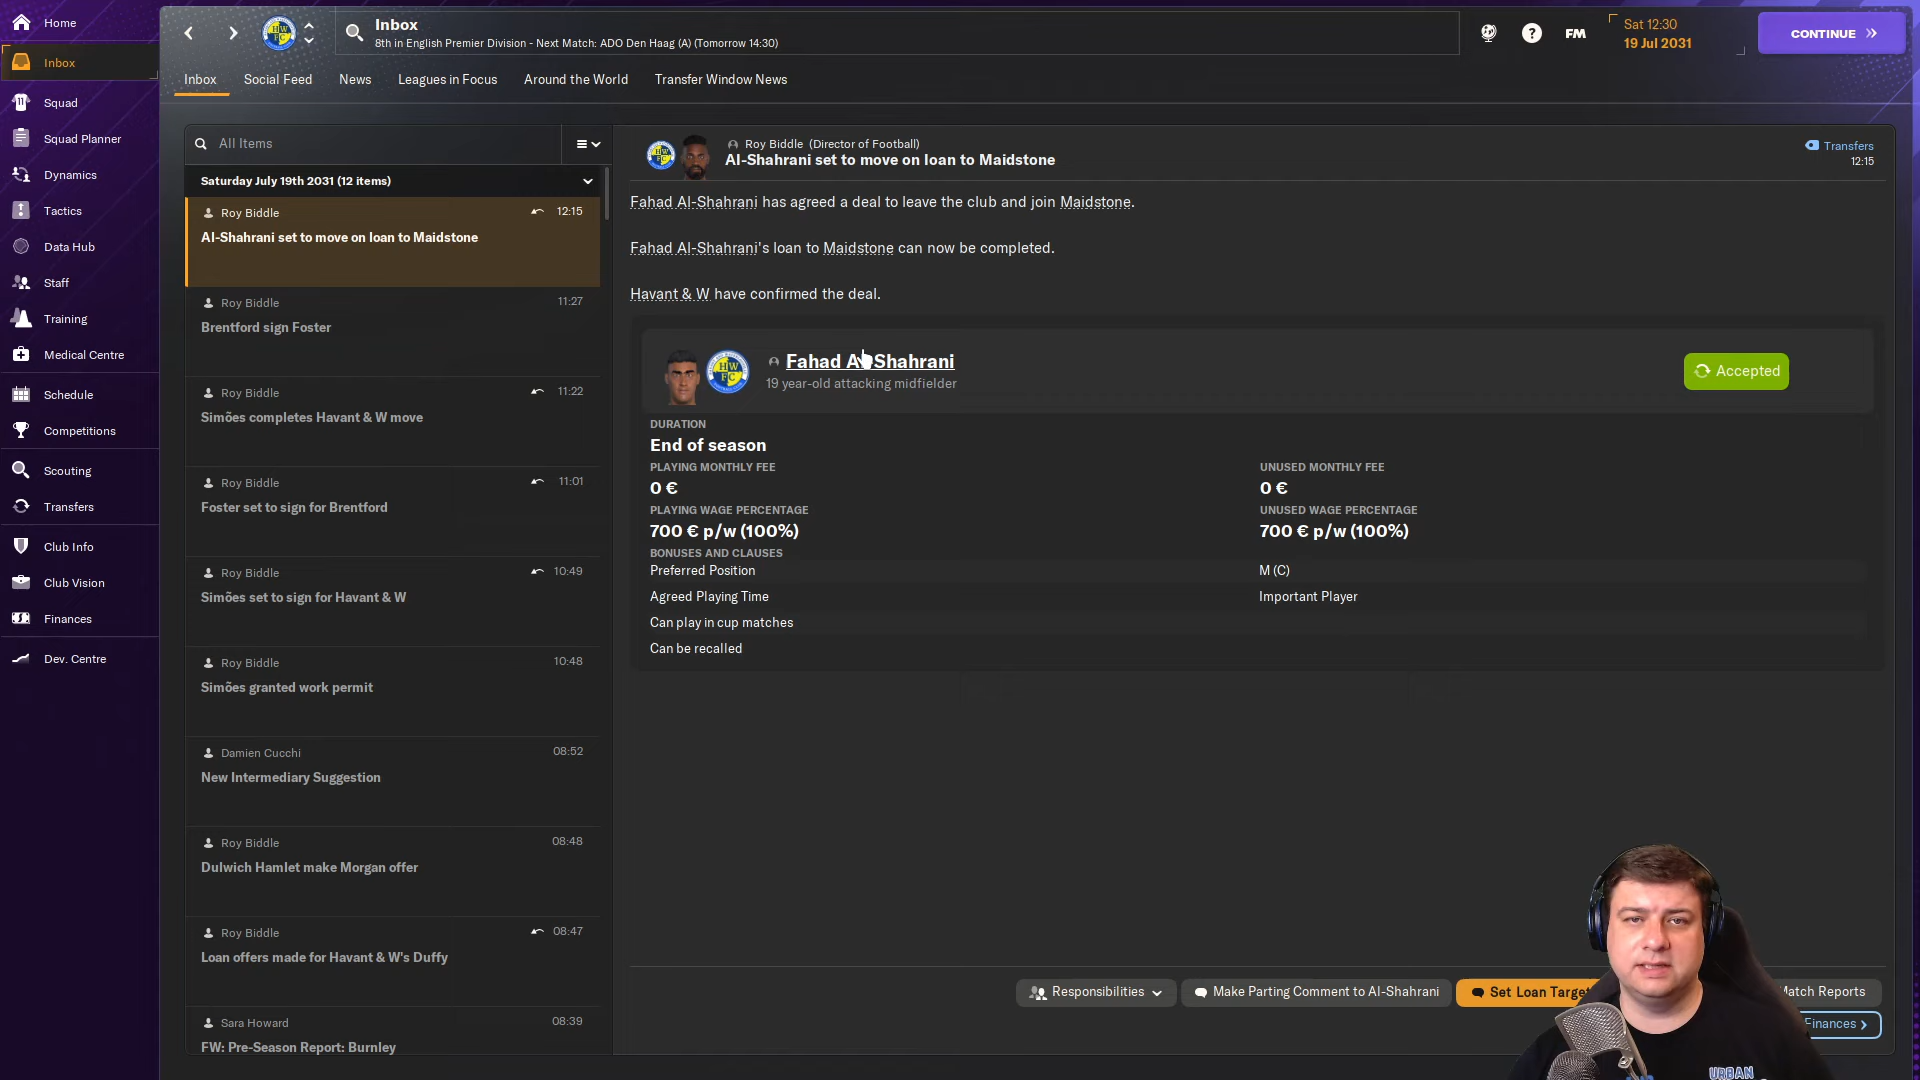 Home
Inbox
Squad
Squad Planner
Dynamics
Tactics
Data Hub
Staff
Training
Medical Centre
Schedule
Competitions
Scouting
Transfers
Club Info
Club Vision
Finances
Dev. Centre
Inbox
8th in English Premier Division - Next Match: ADO Den Haag (A) (Tomorrow 14:30)
FM
Sat 12:30
19 Jul 2031
CONTINUE
Inbox Social Feed News Leagues in Focus Around the World Transfer Window News
All Items
Saturday July 19th 2031 (12 items)
Roy Biddle 12:15
Al-Shahrani set to move on loan to Maidstone
Roy Biddle 11:27
Brentford sign Foster
Roy Biddle 11:22
Simões completes Havant & W move
Roy Biddle 11:01
Foster set to sign for Brentford
Roy Biddle 10:49
Simões set to sign for Havant & W
Roy Biddle 10:48
Simões granted work permit
Damien Cucchi 08:52
New Intermediary Suggestion
Roy Biddle 08:48
Dulwich Hamlet make Morgan offer
Roy Biddle 08:47
Loan offers made for Havant & W's Duffy
Sara Howard 08:39
FW: Pre-Season Report: Burnley
Roy Biddle (Director of Football)
Al-Shahrani set to move on loan to Maidstone
Transfers
12:15
Fahad Al-Shahrani has agreed a deal to leave the club and join Maidstone.
Fahad Al-Shahrani's loan to Maidstone can now be completed.
Havant & W have confirmed the deal.
Fahad Al-Shahrani
19 year-old attacking midfielder
Accepted
DURATION
End of season
PLAYING MONTHLY FEE UNUSED MONTHLY FEE
0 € 0 €
PLAYING WAGE PERCENTAGE UNUSED WAGE PERCENTAGE
700 € p/w (100%) 700 € p/w (100%)
BONUSES AND CLAUSES
Preferred Position M (C)
Agreed Playing Time Important Player
Can play in cup matches
Can be recalled
Responsibilities Make Parting Comment to Al-Shahrani Set Loan Target Match Reports
Finances
URBAN